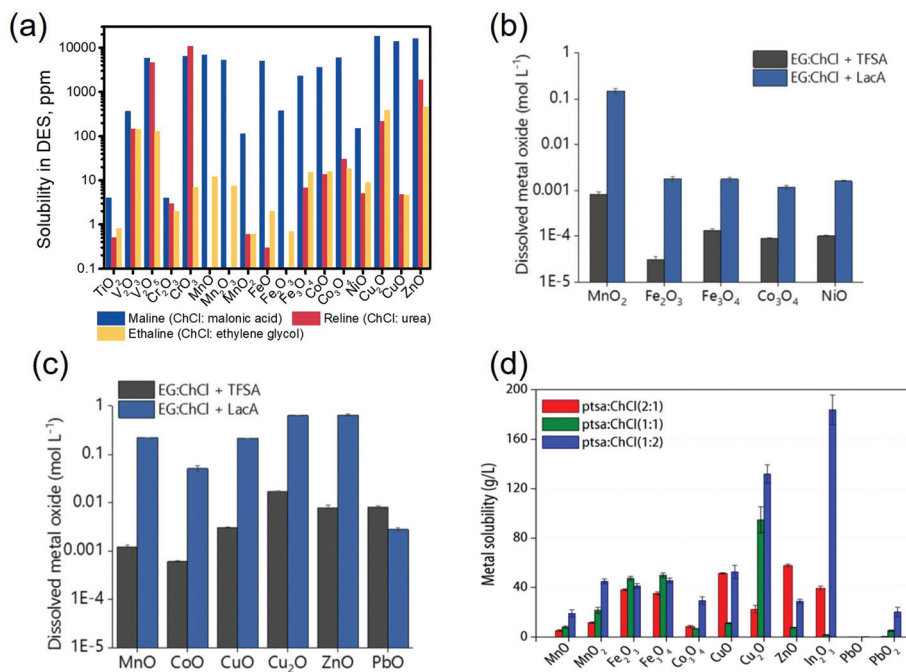 (a)
Solubility in DES, ppm
10000
1000
100
10
1
0.1
TiO₂
V₂O₃
V₂O₅
Cr₂O₃
CrO₃
MnO
Mn₂O₃
MnO₂
FeO
Fe₂O₃
Fe₃O₄
CoO
Co₃O₄
NiO
Cu₂O
CuO
ZnO
Maline (ChCl: malonic acid)
Reline (ChCl: urea)
Ethaline (ChCl: ethylene glycol)
(b)
Dissolved metal oxide (mol L⁻¹)
1
0.1
0.001
1E-4
1E-5
EG:ChCl + TFSA
EG:ChCl + LacA
MnO₂ Fe₂O₃ Fe₃O₄ Co₃O₄ NiO
(c)
Dissolved metal oxide (mol L⁻¹)
1
0.1
0.01
0.001
1E-4
1E-5
EG:ChCl + TFSA
EG:ChCl + LacA
MnO CoO CuO Cu₂O ZnO PbO
(d)
Metal solubility (g/L)
200
160
120
80
40
0
ptsa:ChCl(2:1)
ptsa:ChCl(1:1)
ptsa:ChCl(1:2)
MnO
MnO₂
Fe₂O₃
Fe₃O₄
Co₃O₄
CuO
Cu₂O
ZnO
In₂O₃
PbO
PbO₂